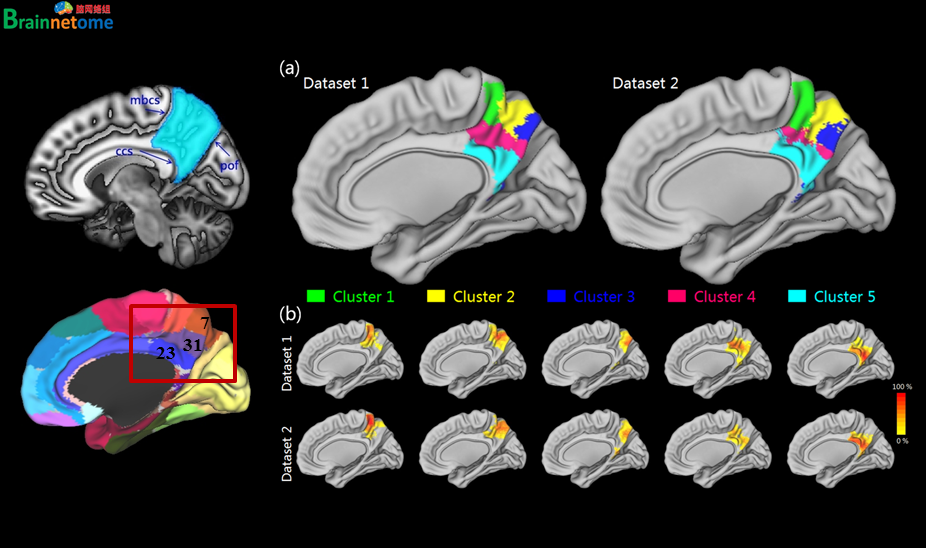 脑网络组
Brainnetome
mbcs
ccs
pof
7
31
23
(a)
Dataset 1
Dataset 2
Cluster 1
Cluster 2
Cluster 3
Cluster 4
Cluster 5
(b)
Dataset 1
Dataset 2
100 %
0 %